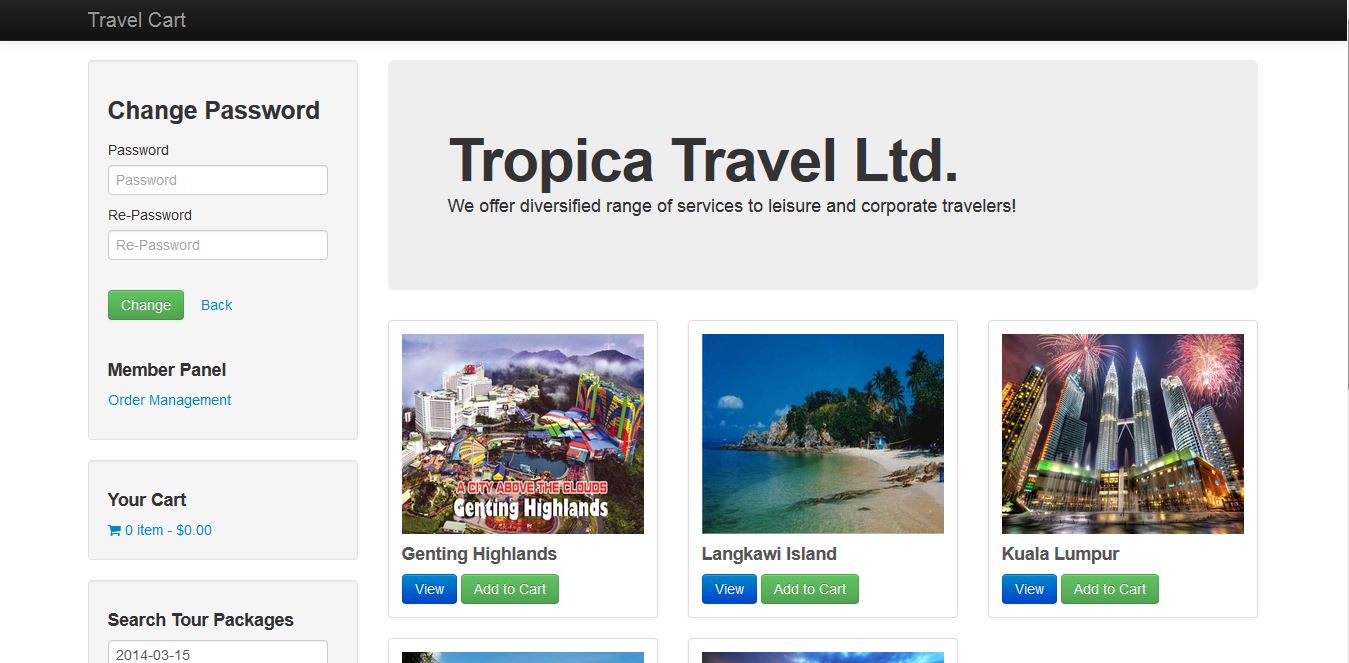 Travel Cart
Change Password
Password
Password
Re-Password
Re-Password
Change Back
Member Panel
Order Management
Your Cart
0 item - $0.00
Search Tour Packages
2014-03-15
Tropica Travel Ltd.
We offer diversified range of services to leisure and corporate travelers!
A CITY ABOVE THE CLOUDS
Genting Highlands
Genting Highlands
View Add to Cart
Langkawi Island
View Add to Cart
Kuala Lumpur
View Add to Cart